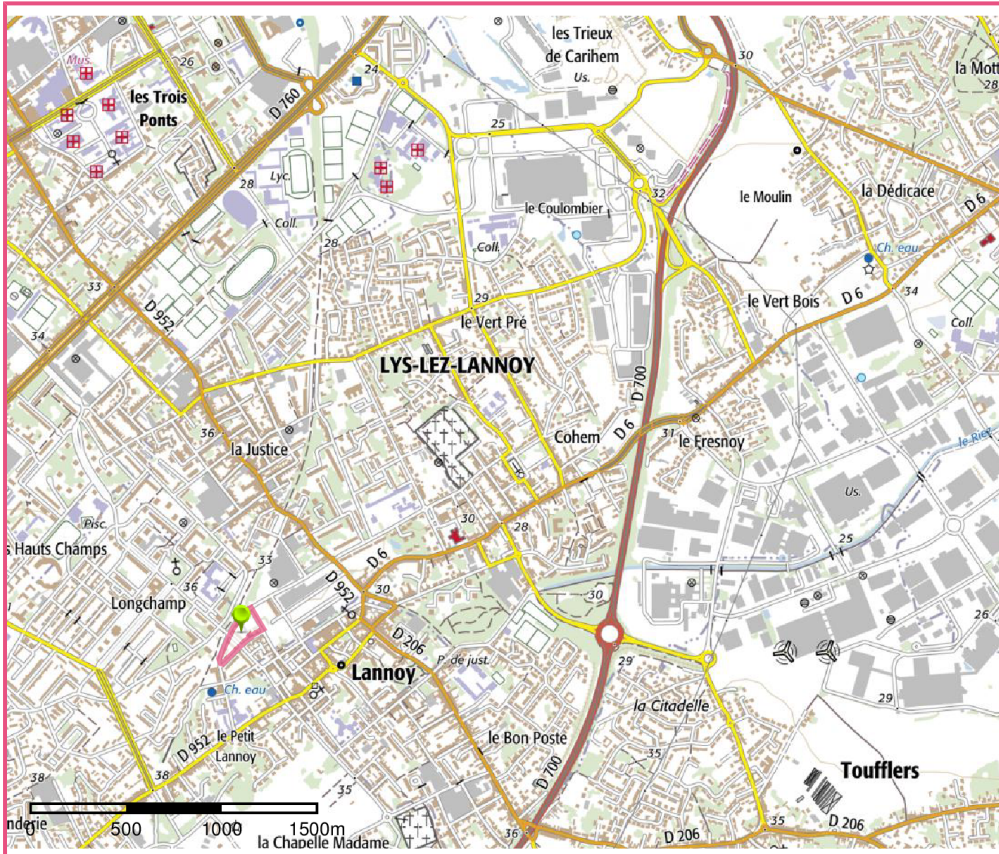 les Trieux
de Carihem
Us.
30
la Mott
28
Mus.
26
24
les Trois
Ponts
D 760
25
28
Lyc.
Coll.
28
32
le Coulombier
le Moulin
la Dédicace
D 6
Coll.
Ch. eau
33
D 952
29
le Vert Pré
le Vert Bois
D 6
34
Coll.
34
LYS-LEZ-LANNOY
D 700
36
la Justice
Cohem
D 6
31
le Fresnoy
le Riez
Us.
Pisc.
30
28
25
s Hauts Champs
33
D 6
26
Longchamp
D 952
30
D 206
P. de just.
29
Lannoy
Ch. eau
la Citadelle
29
D 952
le Petit
Lannoy
le Bon Poste
35
D 700
Toufflers
38
38
35
0 500 1000 1500m
nderie
la Chapelle Madame
36
D 206
35
D 206